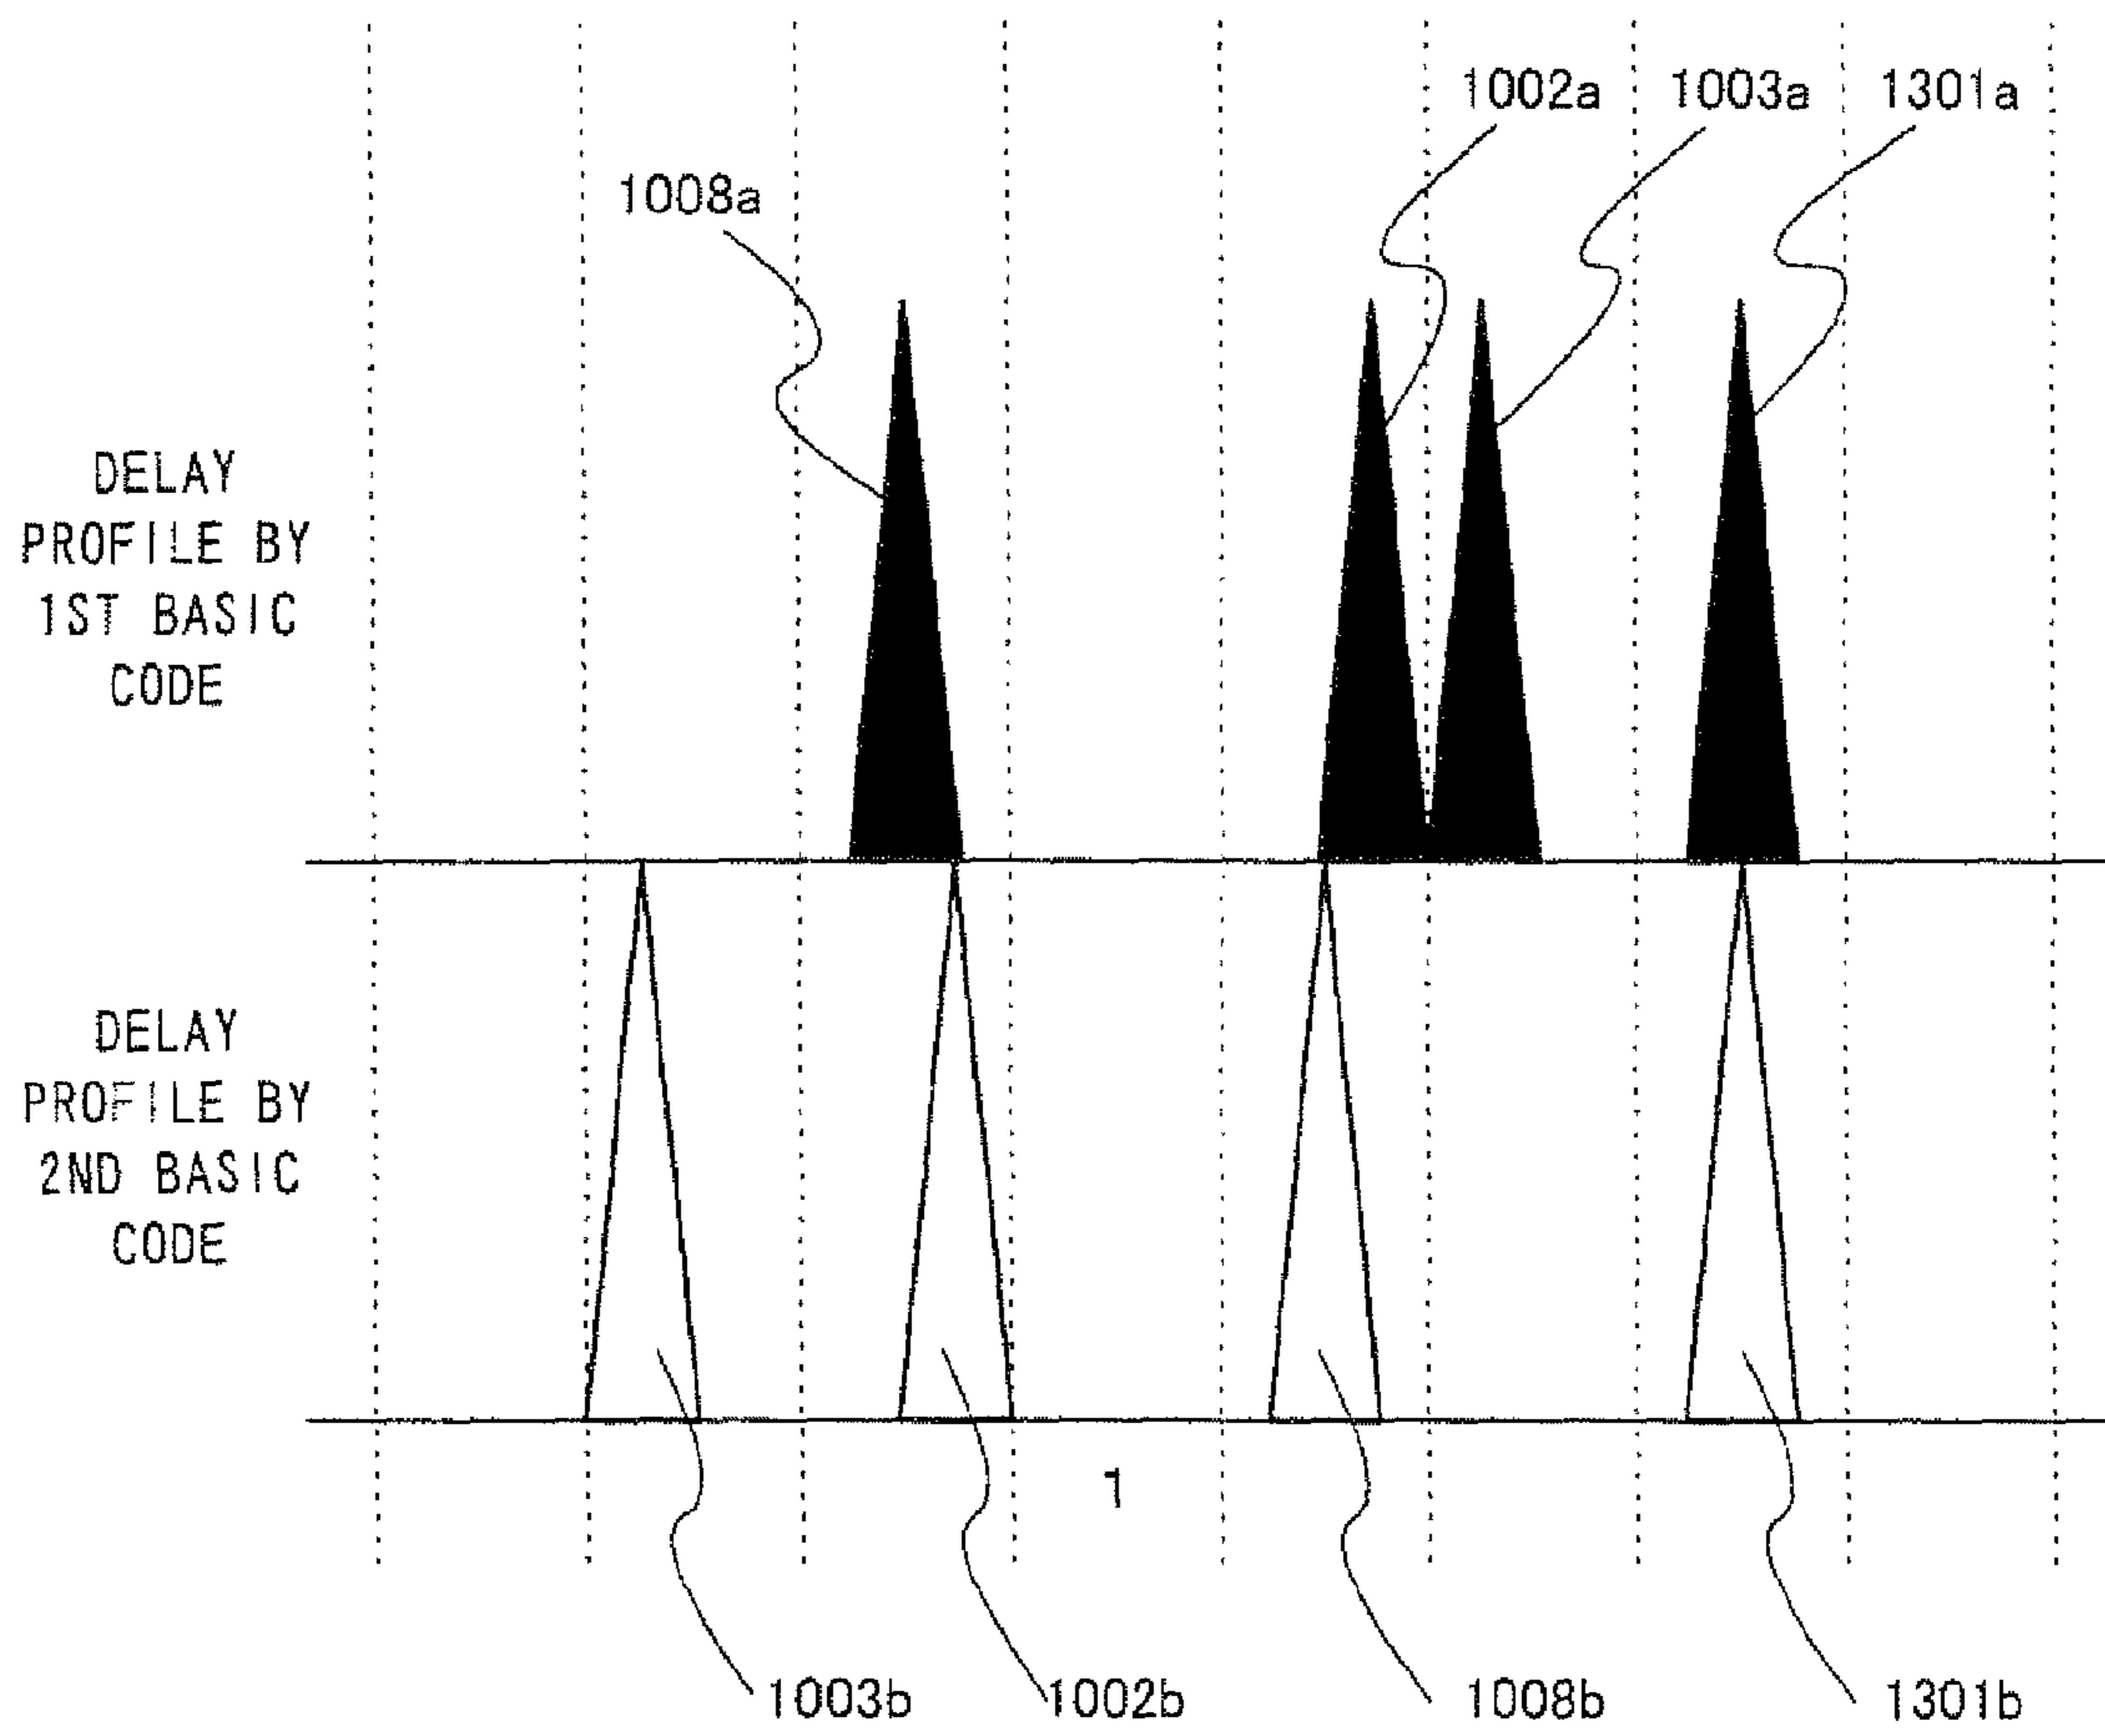 1002a 1003a 1301a
1008a
DELAY
PROFILE BY
1ST BASIC
CODE
DELAY
PROFILE BY
2ND BASIC
CODE
1
1003b 1002b 1008b 1301b